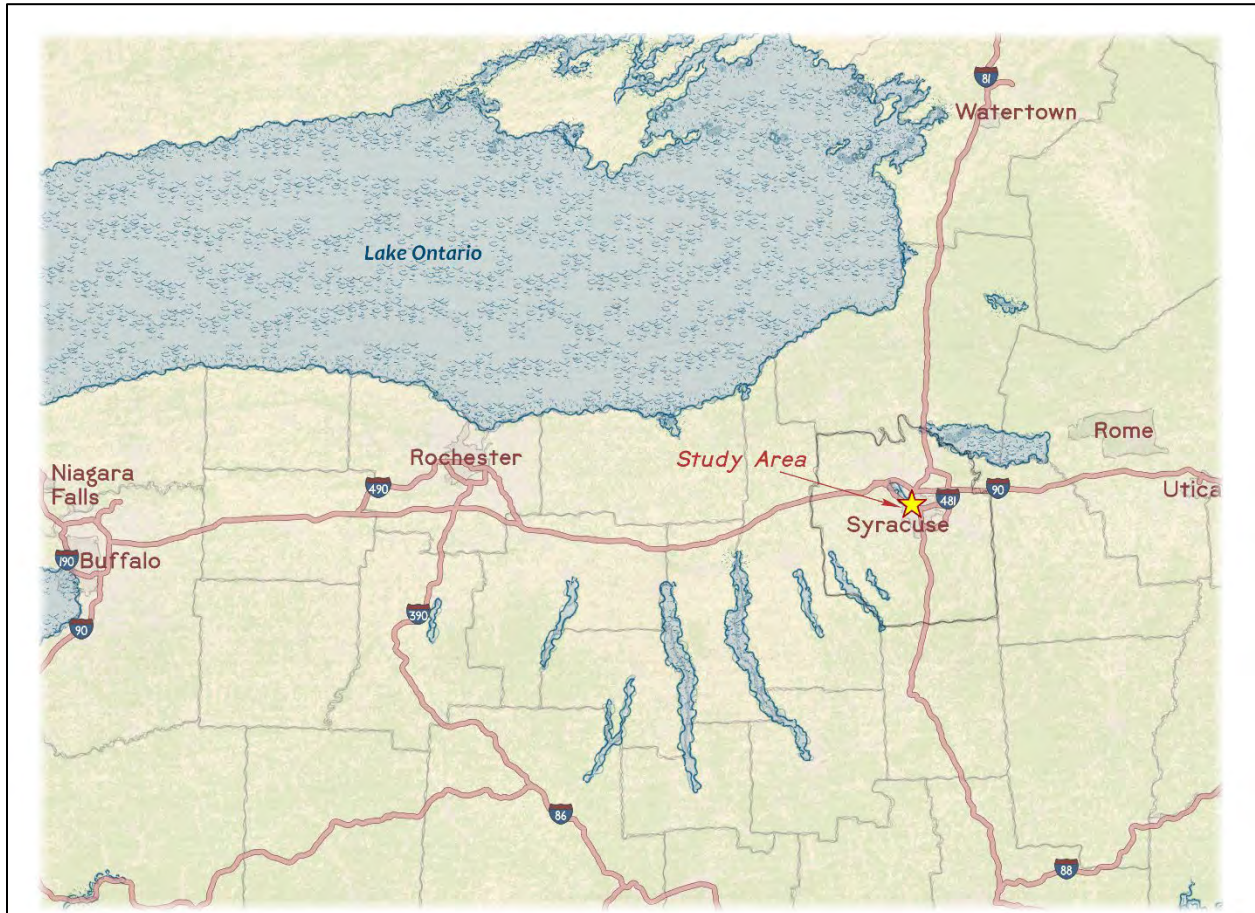 81
Watertown
Lake Ontario
Rome
Rochester
Study Area
Niagara
Falls
490
481
90
Utica
Syracuse
190
Buffalo
390
90
86
88